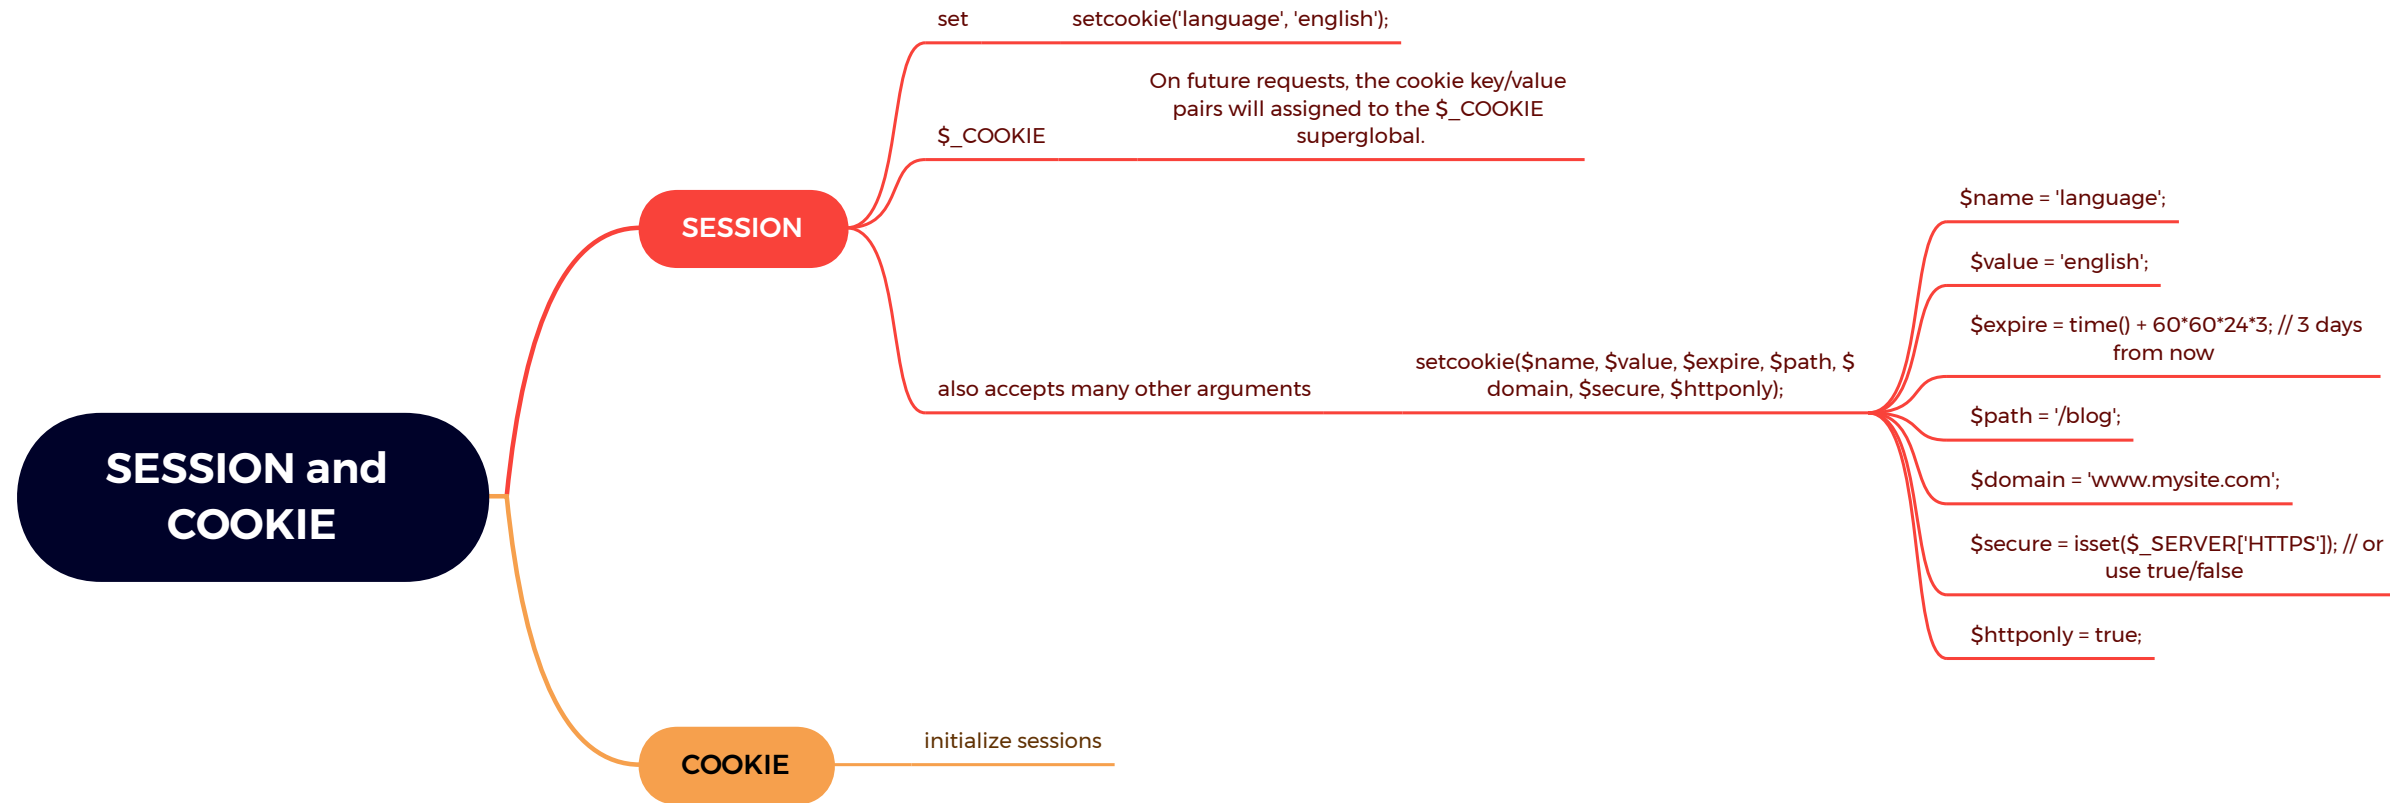 set
setcookie('language', 'english');
On future requests, the cookie key/value
pairs will assigned to the $_COOKIE
superglobal.
$_COOKIE
SESSION
also accepts many other arguments
setcookie($name, $value, $expire, $path, $
domain, $secure, $httponly);
$name = 'language';
$value = 'english';
$expire = time() + 60*60*24*3; // 3 days
from now
$path = '/blog';
$domain = 'www.mysite.com';
$secure = isset($_SERVER['HTTPS']); // or
use true/false
$httponly = true;
SESSION and
COOKIE
COOKIE
initialize sessions